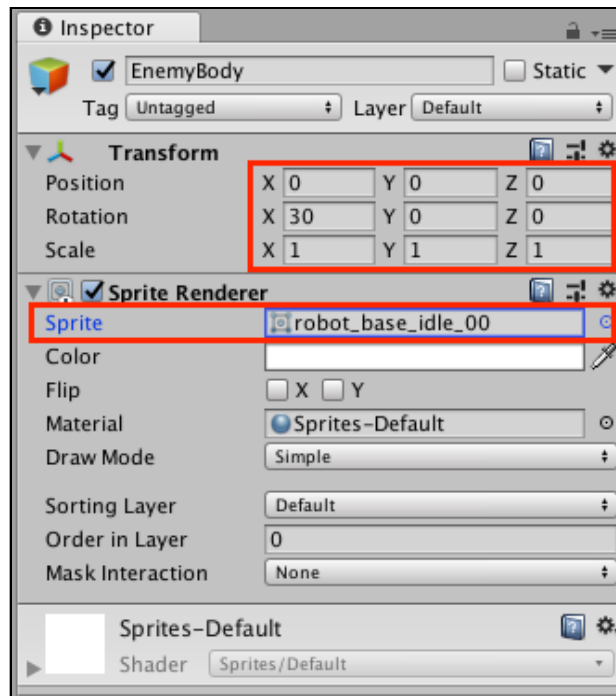 Inspector
EnemyBody Static
Tag Untagged Layer Default
Transform
Position X 0 Y 0 Z 0
Rotation X 30 Y 0 Z 0
Scale X 1 Y 1 Z 1
Sprite Renderer
Sprite robot_base_idle_00
Color
Flip X Y
Material Sprites-Default
Draw Mode Simple
Sorting Layer Default
Order in Layer 0
Mask Interaction None
Sprites-Default
Shader Sprites/Default